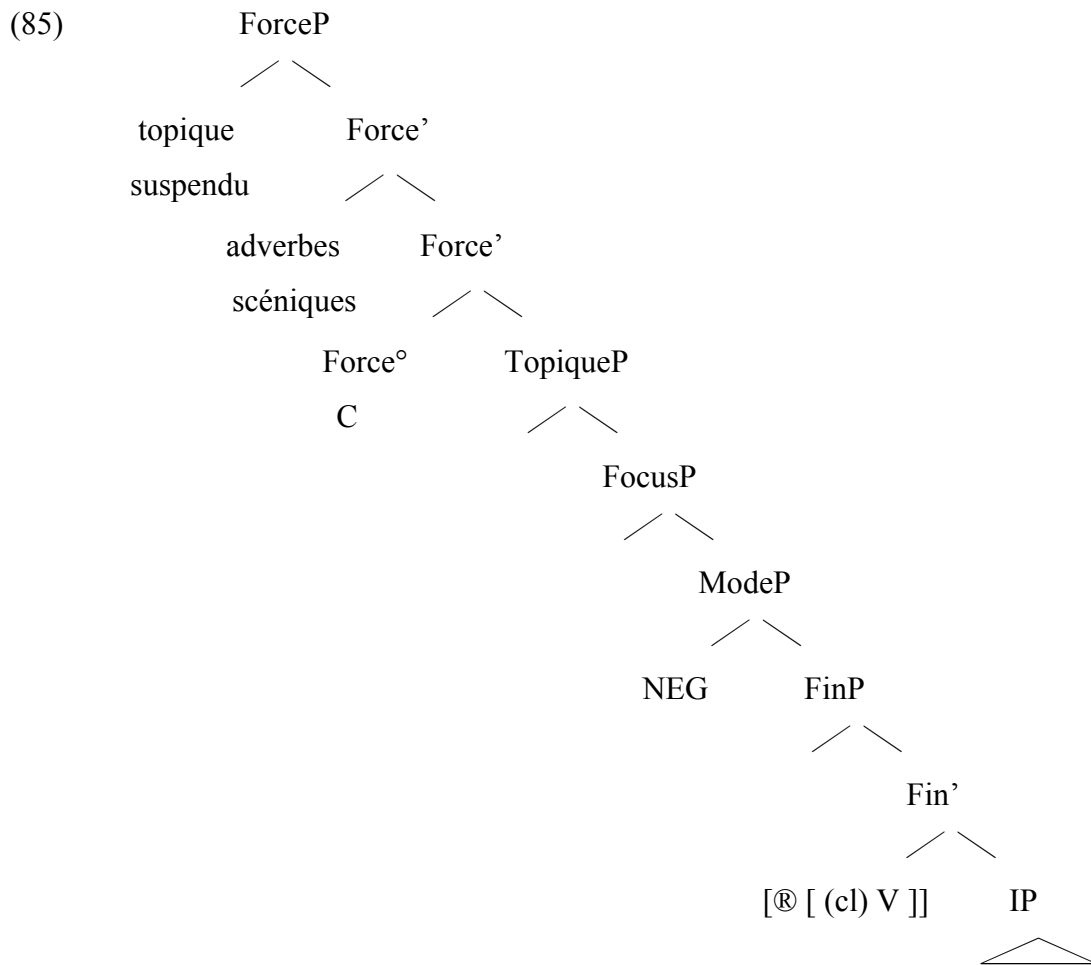 (85) ForceP
topique Force’
suspendu
adverbes Force’
scéniques
Force° TopiqueP
C
FocusP
ModeP
NEG FinP
Fin’
[® [ (cl) V ]] IP